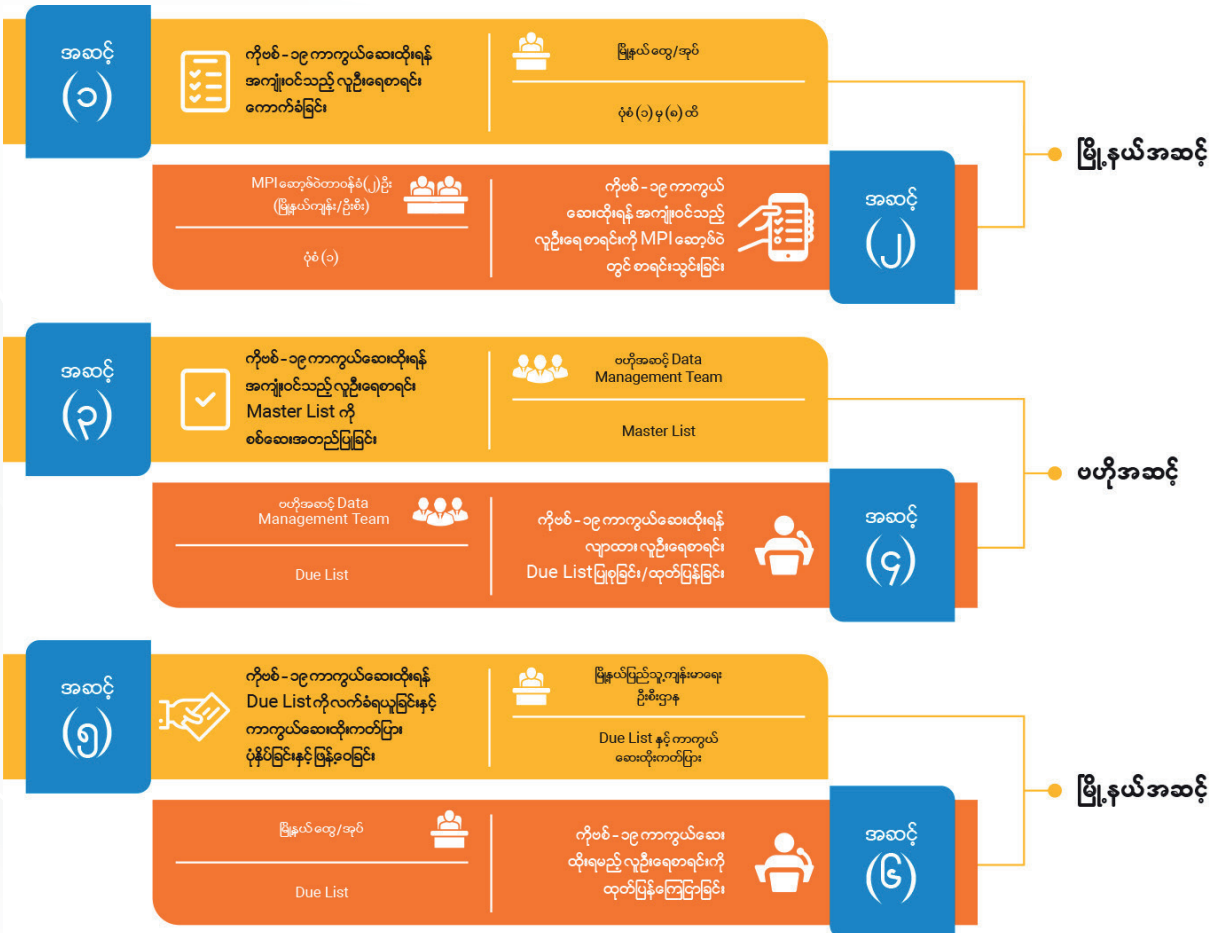 အဆင့်
(၁)
ကိုဗစ် – ၁၉ ကာကွယ်ဆေးထိုးရန်
အကျုံးဝင်သည့် လူဦးရေစာရင်း
ကောက်ခံခြင်း
မြို့နယ် ထွေ/အုပ်
ပုံစံ (၁) မှ (၈) ထိ
မြို့နယ်အဆင့်
MPI ဆော့ဖ်ဝဲတာဝန်ခံ(၂)ဦး
(မြို့နယ်ကျန်း/ဦးစီး)
ပုံစံ (၁)
ကိုဗစ် – ၁၉ ကာကွယ်
ဆေးထိုးရန် အကျုံးဝင်သည့်
လူဦးရေစာရင်းကို MPI ဆော့ဖ်ဝဲ
တွင် စာရင်းသွင်းခြင်း
အဆင့်
(၂)
အဆင့်
(၃)
ကိုဗစ် – ၁၉ ကာကွယ်ဆေးထိုးရန်
အကျုံးဝင်သည့် လူဦးရေစာရင်း
Master List ကို
စစ်ဆေးအတည်ပြုခြင်း
ဗဟိုအဆင့် Data
Management Team
Master List
ဗဟိုအဆင့်
ဗဟိုအဆင့် Data
Management Team
Due List
ကိုဗစ် – ၁၉ ကာကွယ်ဆေးထိုးရန်
လျာထား လူဦးရေစာရင်း
Due List ပြုစုခြင်း/ထုတ်ပြန်ခြင်း
အဆင့်
(၄)
အဆင့်
(၅)
ကိုဗစ် – ၁၉ ကာကွယ်ဆေးထိုးရန်
Due List ကို လက်ခံရယူခြင်းနှင့်
ကာကွယ်ဆေးထိုးကတ်ပြား
ပုံနှိပ်ခြင်းနှင့် ဖြန့်ဝေခြင်း
မြို့နယ်ပြည်သူ့ကျန်းမာရေး
ဦးစီးဌာန
Due List နှင့် ကာကွယ်
ဆေးထိုးကတ်ပြား
မြို့နယ်အဆင့်
မြို့နယ် ထွေ/အုပ်
Due List
ကိုဗစ် – ၁၉ ကာကွယ်ဆေး
ထိုးရမည့် လူဦးရေစာရင်းကို
ထုတ်ပြန်ကြေငြာခြင်း
အဆင့်
(၆)